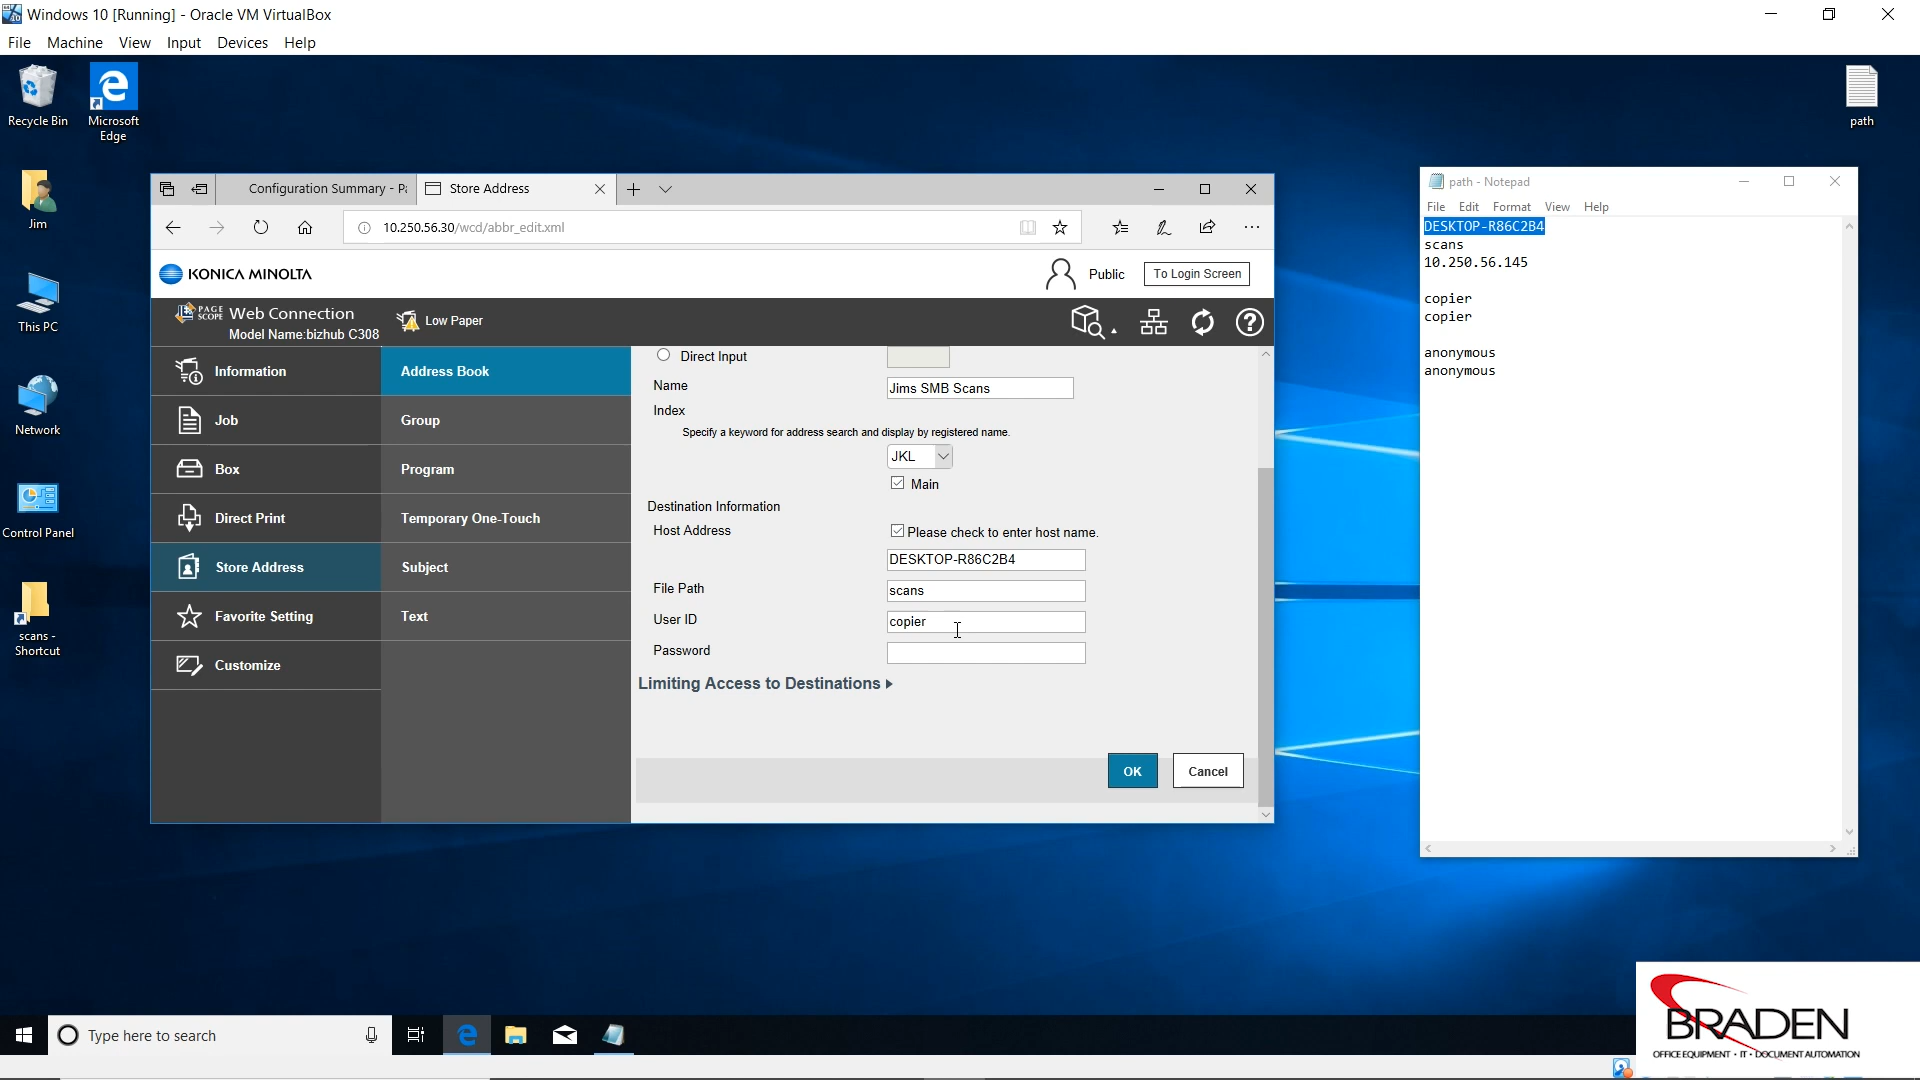 Windows 10 [Running] - Oracle VM VirtualBox
File Machine View Input Devices Help
Recycle Bin
Microsoft
Edge
Jim
This PC
Network
Control Panel
scans -
Shortcut
path
Configuration Summary - Pa
Store Address
10.250.56.30/wcd/abbr_edit.xml
KONICA MINOLTA
Public
To Login Screen
PAGE
SCOPE
Web Connection
Model Name:bizhub C308
Low Paper
Information
Job
Box
Direct Print
Store Address
Favorite Setting
Customize
Address Book
Group
Program
Temporary One-Touch
Subject
Text
Direct Input
Name Jims SMB Scans
Index
Specify a keyword for address search and display by registered name.
JKL
Main
Destination Information
Host Address Please check to enter host name.
DESKTOP-R86C2B4
File Path scans
User ID copier
Password
Limiting Access to Destinations
OK Cancel
path - Notepad
File Edit Format View Help
DESKTOP-R86C2B4
scans
10.250.56.145
copier
copier
anonymous
anonymous
Type here to search
BRADEN
OFFICE EQUIPMENT • IT • DOCUMENT AUTOMATION